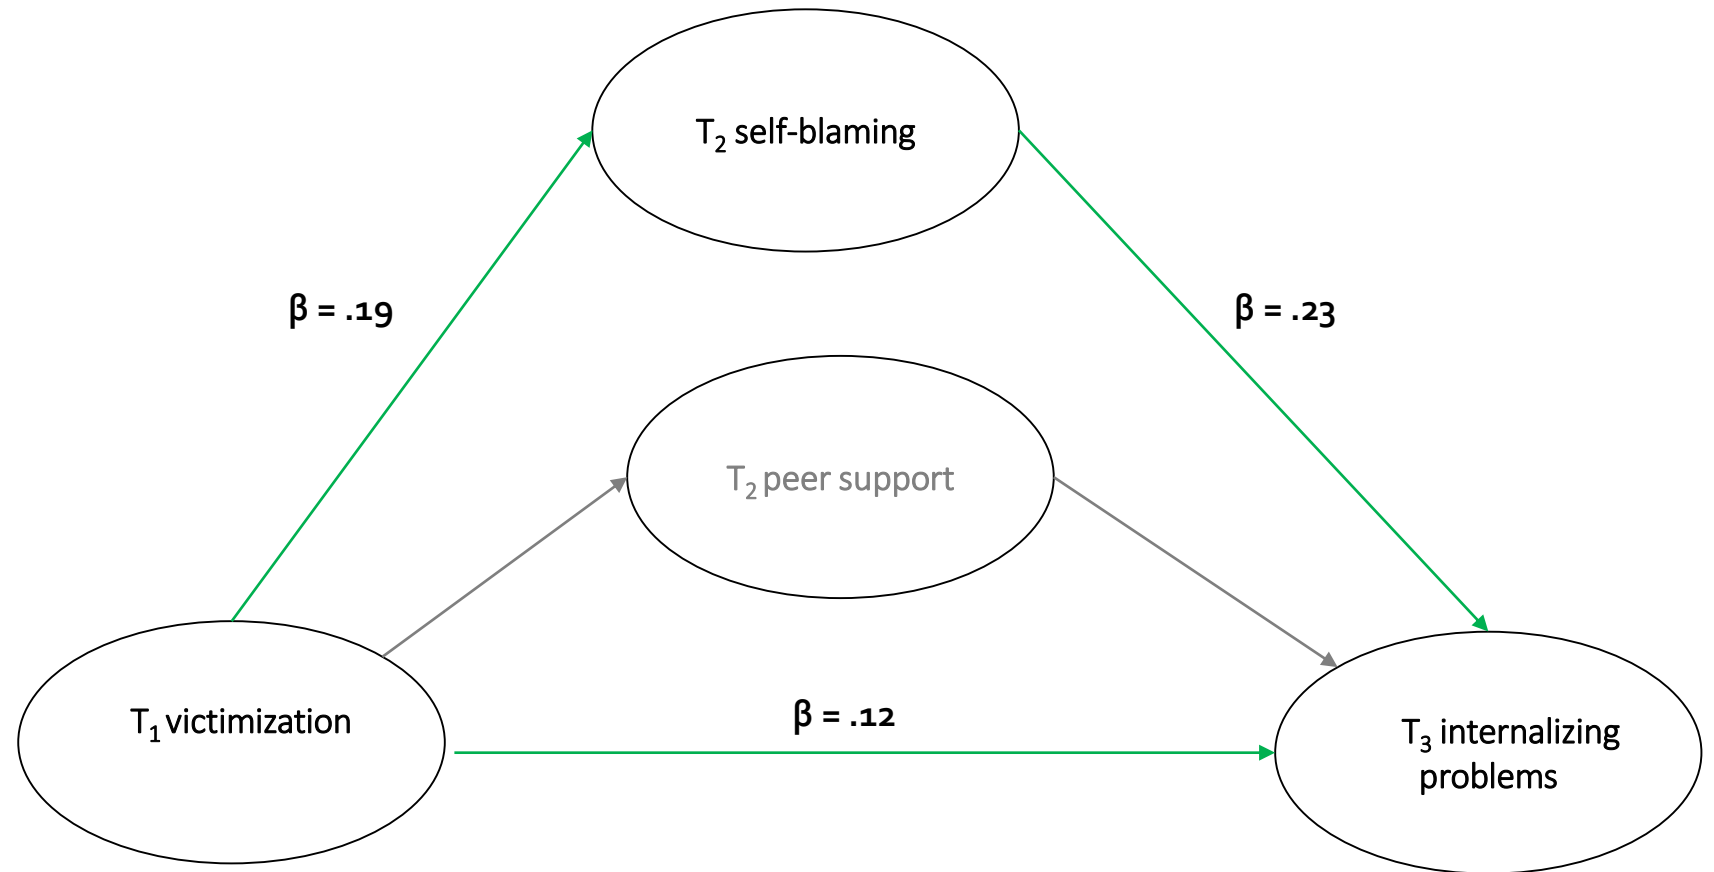 T₂ self-blaming
β = .19
β = .23
T₂ peer support
β = .12
T₁ victimization
T₃ internalizing
problems